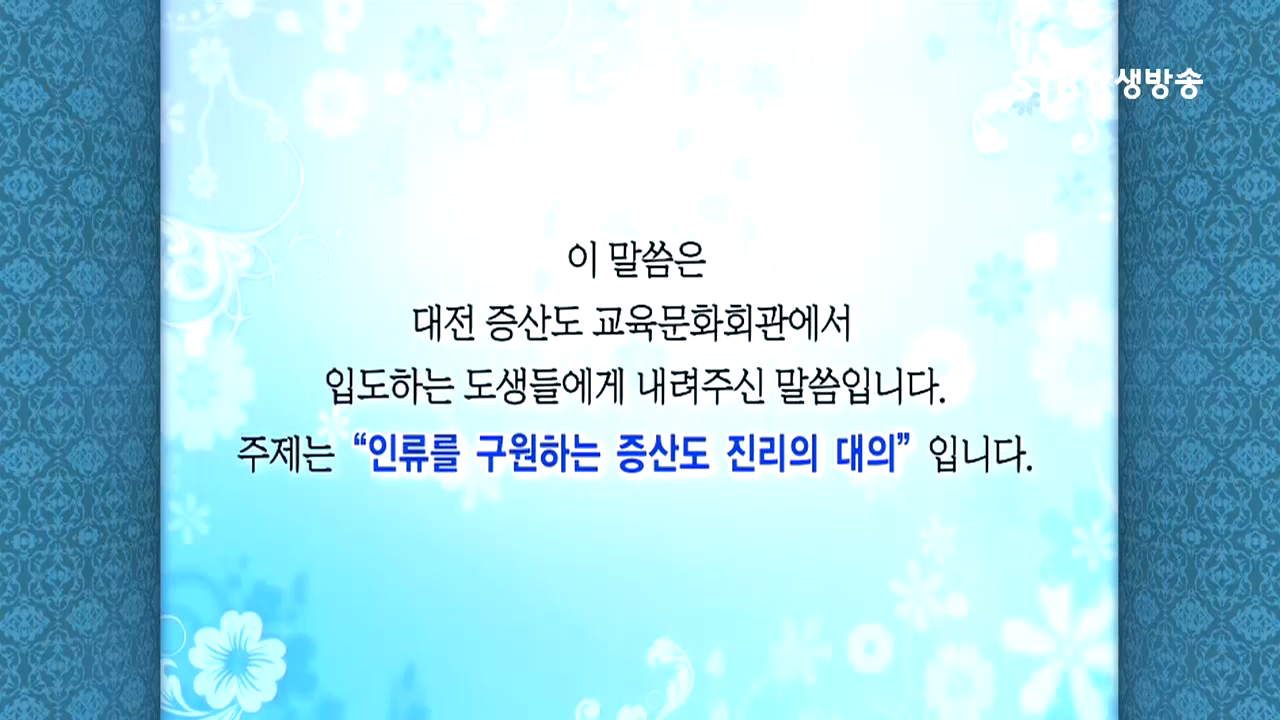 생방송
이 말씀은
대전 증산도 교육문화회관에서
입도하는 도생들에게 내려주신 말씀입니다.
주제는 “인류를 구원하는 증산도 진리의 대의” 입니다.